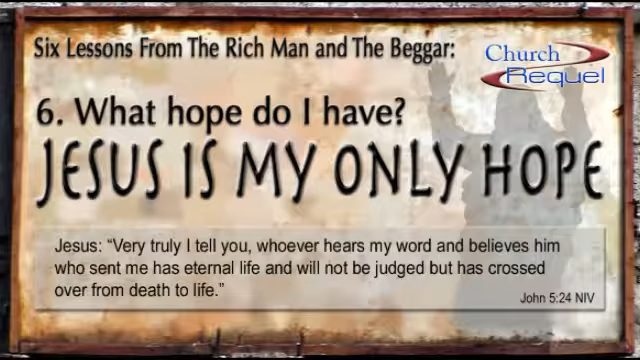 Six Lessons From The Rich Man and The Beggar:
Church
Requel
6. What hope do I have?
JESUS IS MY ONLY HOPE
Jesus: “Very truly I tell you, whoever hears my word and believes him
who sent me has eternal life and will not be judged but has crossed
over from death to life.”
John 5:24 NIV